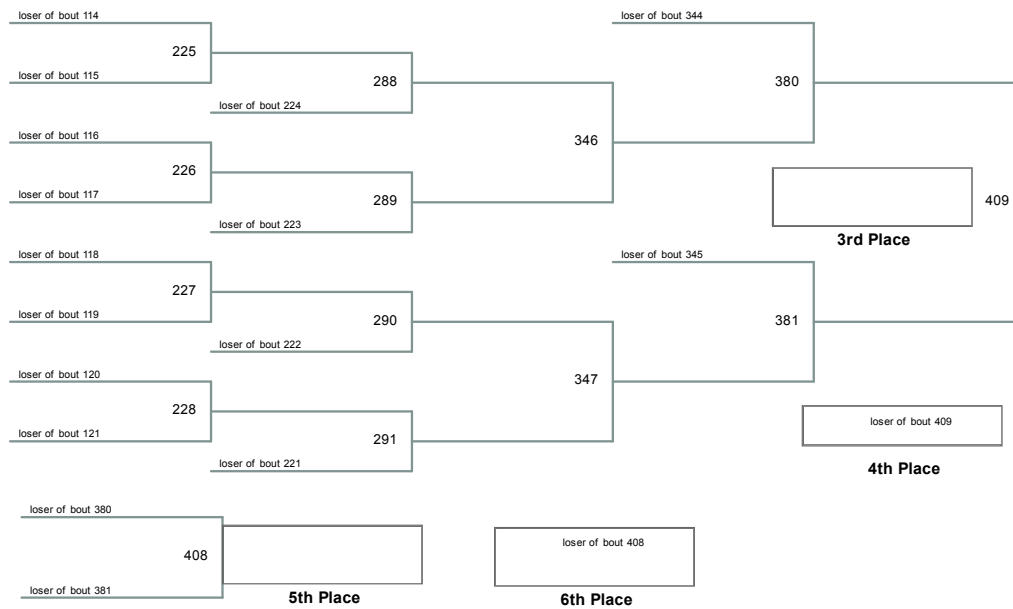 loser of bout 114
loser of bout 344
225
loser of bout 115
288
380
loser of bout 224
loser of bout 116
346
226
loser of bout 117
289
409
loser of bout 223
3rd Place
loser of bout 118
loser of bout 345
227
loser of bout 119
290
381
loser of bout 222
loser of bout 120
347
228
loser of bout 409
loser of bout 121
291
loser of bout 221
4th Place
loser of bout 380
loser of bout 408
408
loser of bout 381
5th Place
6th Place